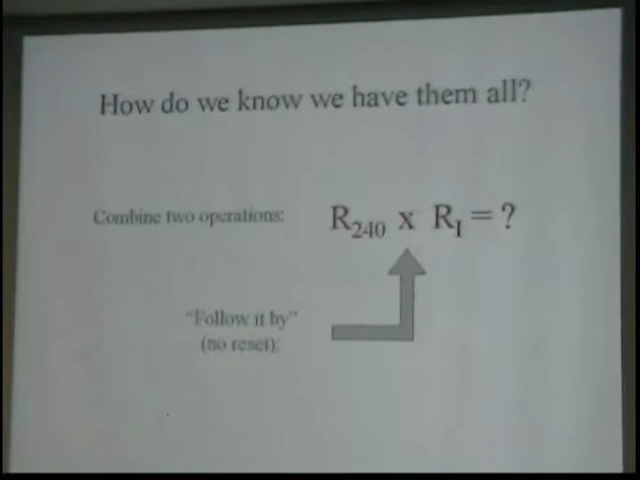 How do we know we have them all?
Combine two operations: R240 x RI = ?
"Follow it by"
(no reset):